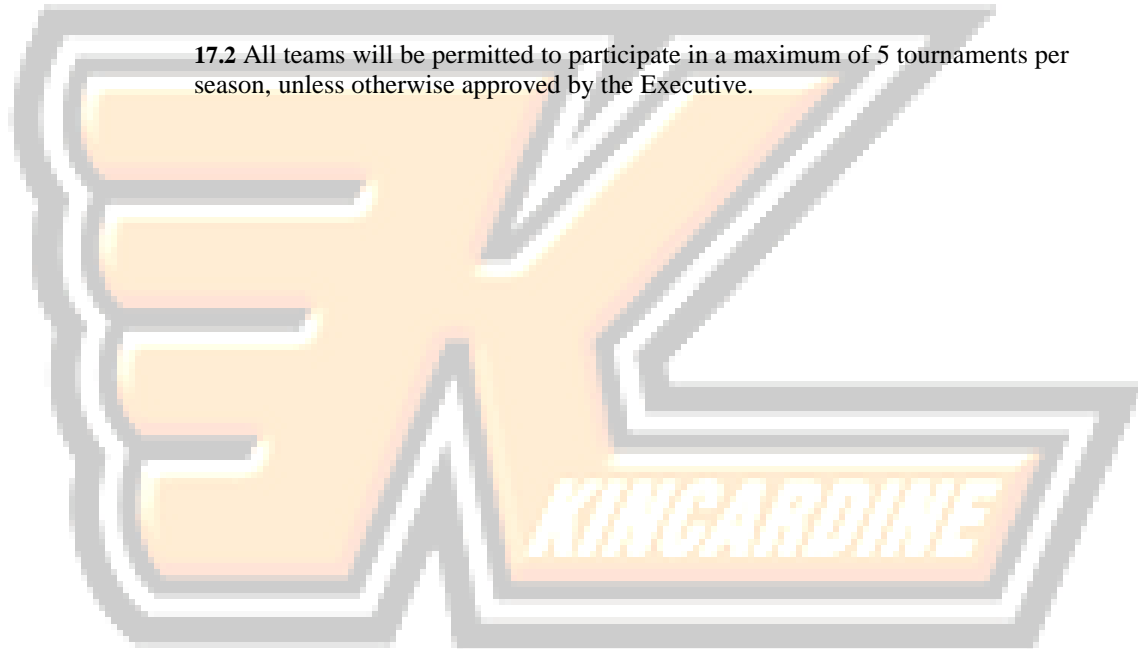 17.2 All teams will be permitted to participate in a maximum of 5 tournaments per
season, unless otherwise approved by the Executive.
KINCARDINE